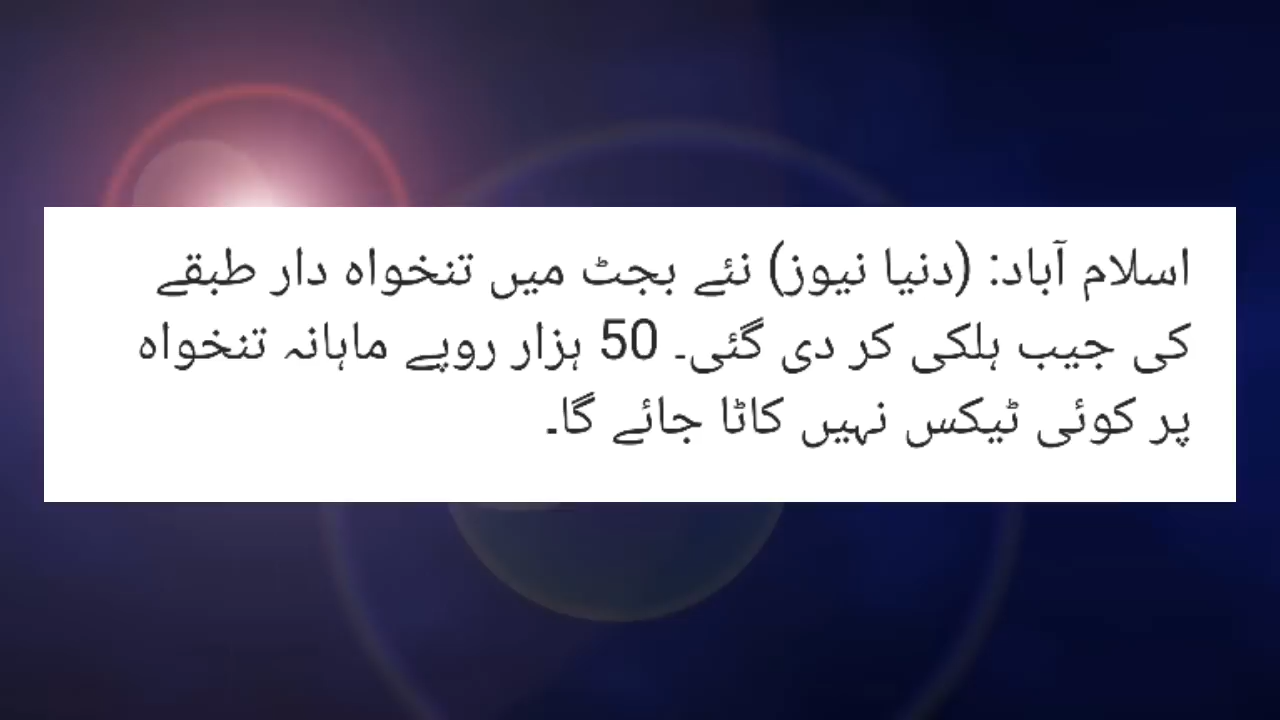 اسلام آباد: (دنیا نیوز) نئے بجٹ میں تنخواہ دار طبقے
کی جیب ہلکی کر دی گئی۔ 50 ہزار روپے ماہانہ تنخواہ
پر کوئی ٹیکس نہیں کاٹا جائے گا۔